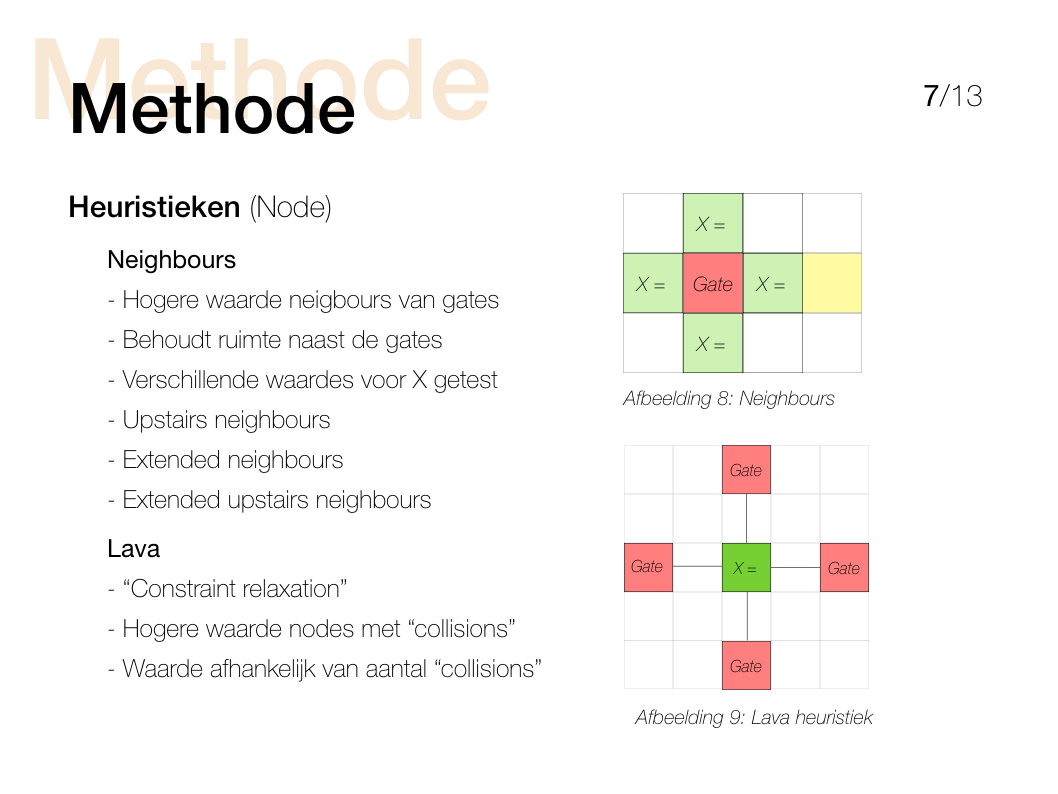 Methode
Methode
7/13
Heuristieken (Node)
Neighbours
- Hogere waarde neigbours van gates
- Behoudt ruimte naast de gates
- Verschillende waardes voor X getest
- Upstairs neighbours
- Extended neighbours
- Extended upstairs neighbours
Lava
- “Constraint relaxation”
- Hogere waarde nodes met “collisions”
- Waarde afhankelijk van aantal “collisions”
X =
X = Gate X =
X =
Afbeelding 8: Neighbours
Gate
Gate X = Gate
Gate
Afbeelding 9: Lava heuristiek